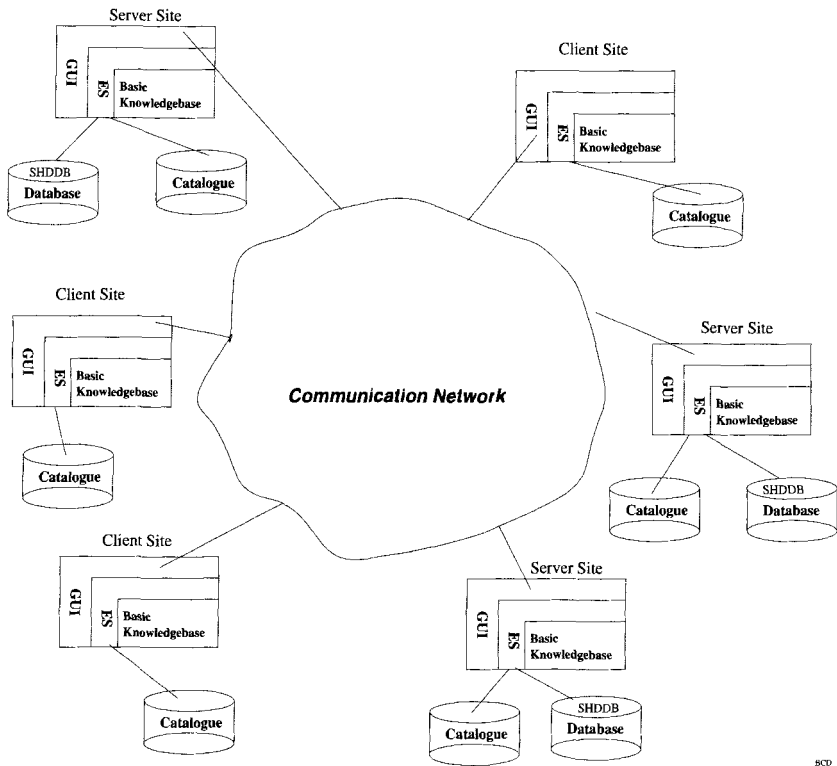 Server Site
GUI
ES
Basic
Knowledgebase
SHDDB
Database
Catalogue
Client Site
GUI
ES
Basic
Knowledgebase
Catalogue
Client Site
GUI
ES
Basic
Knowledgebase
Catalogue
Communication Network
Server Site
GUI
ES
Basic
Knowledgebase
Catalogue
SHDDB
Database
Client Site
GUI
ES
Basic
Knowledgebase
Catalogue
Server Site
GUI
ES
Basic
Knowledgebase
Catalogue
SHDDB
Database
BCD